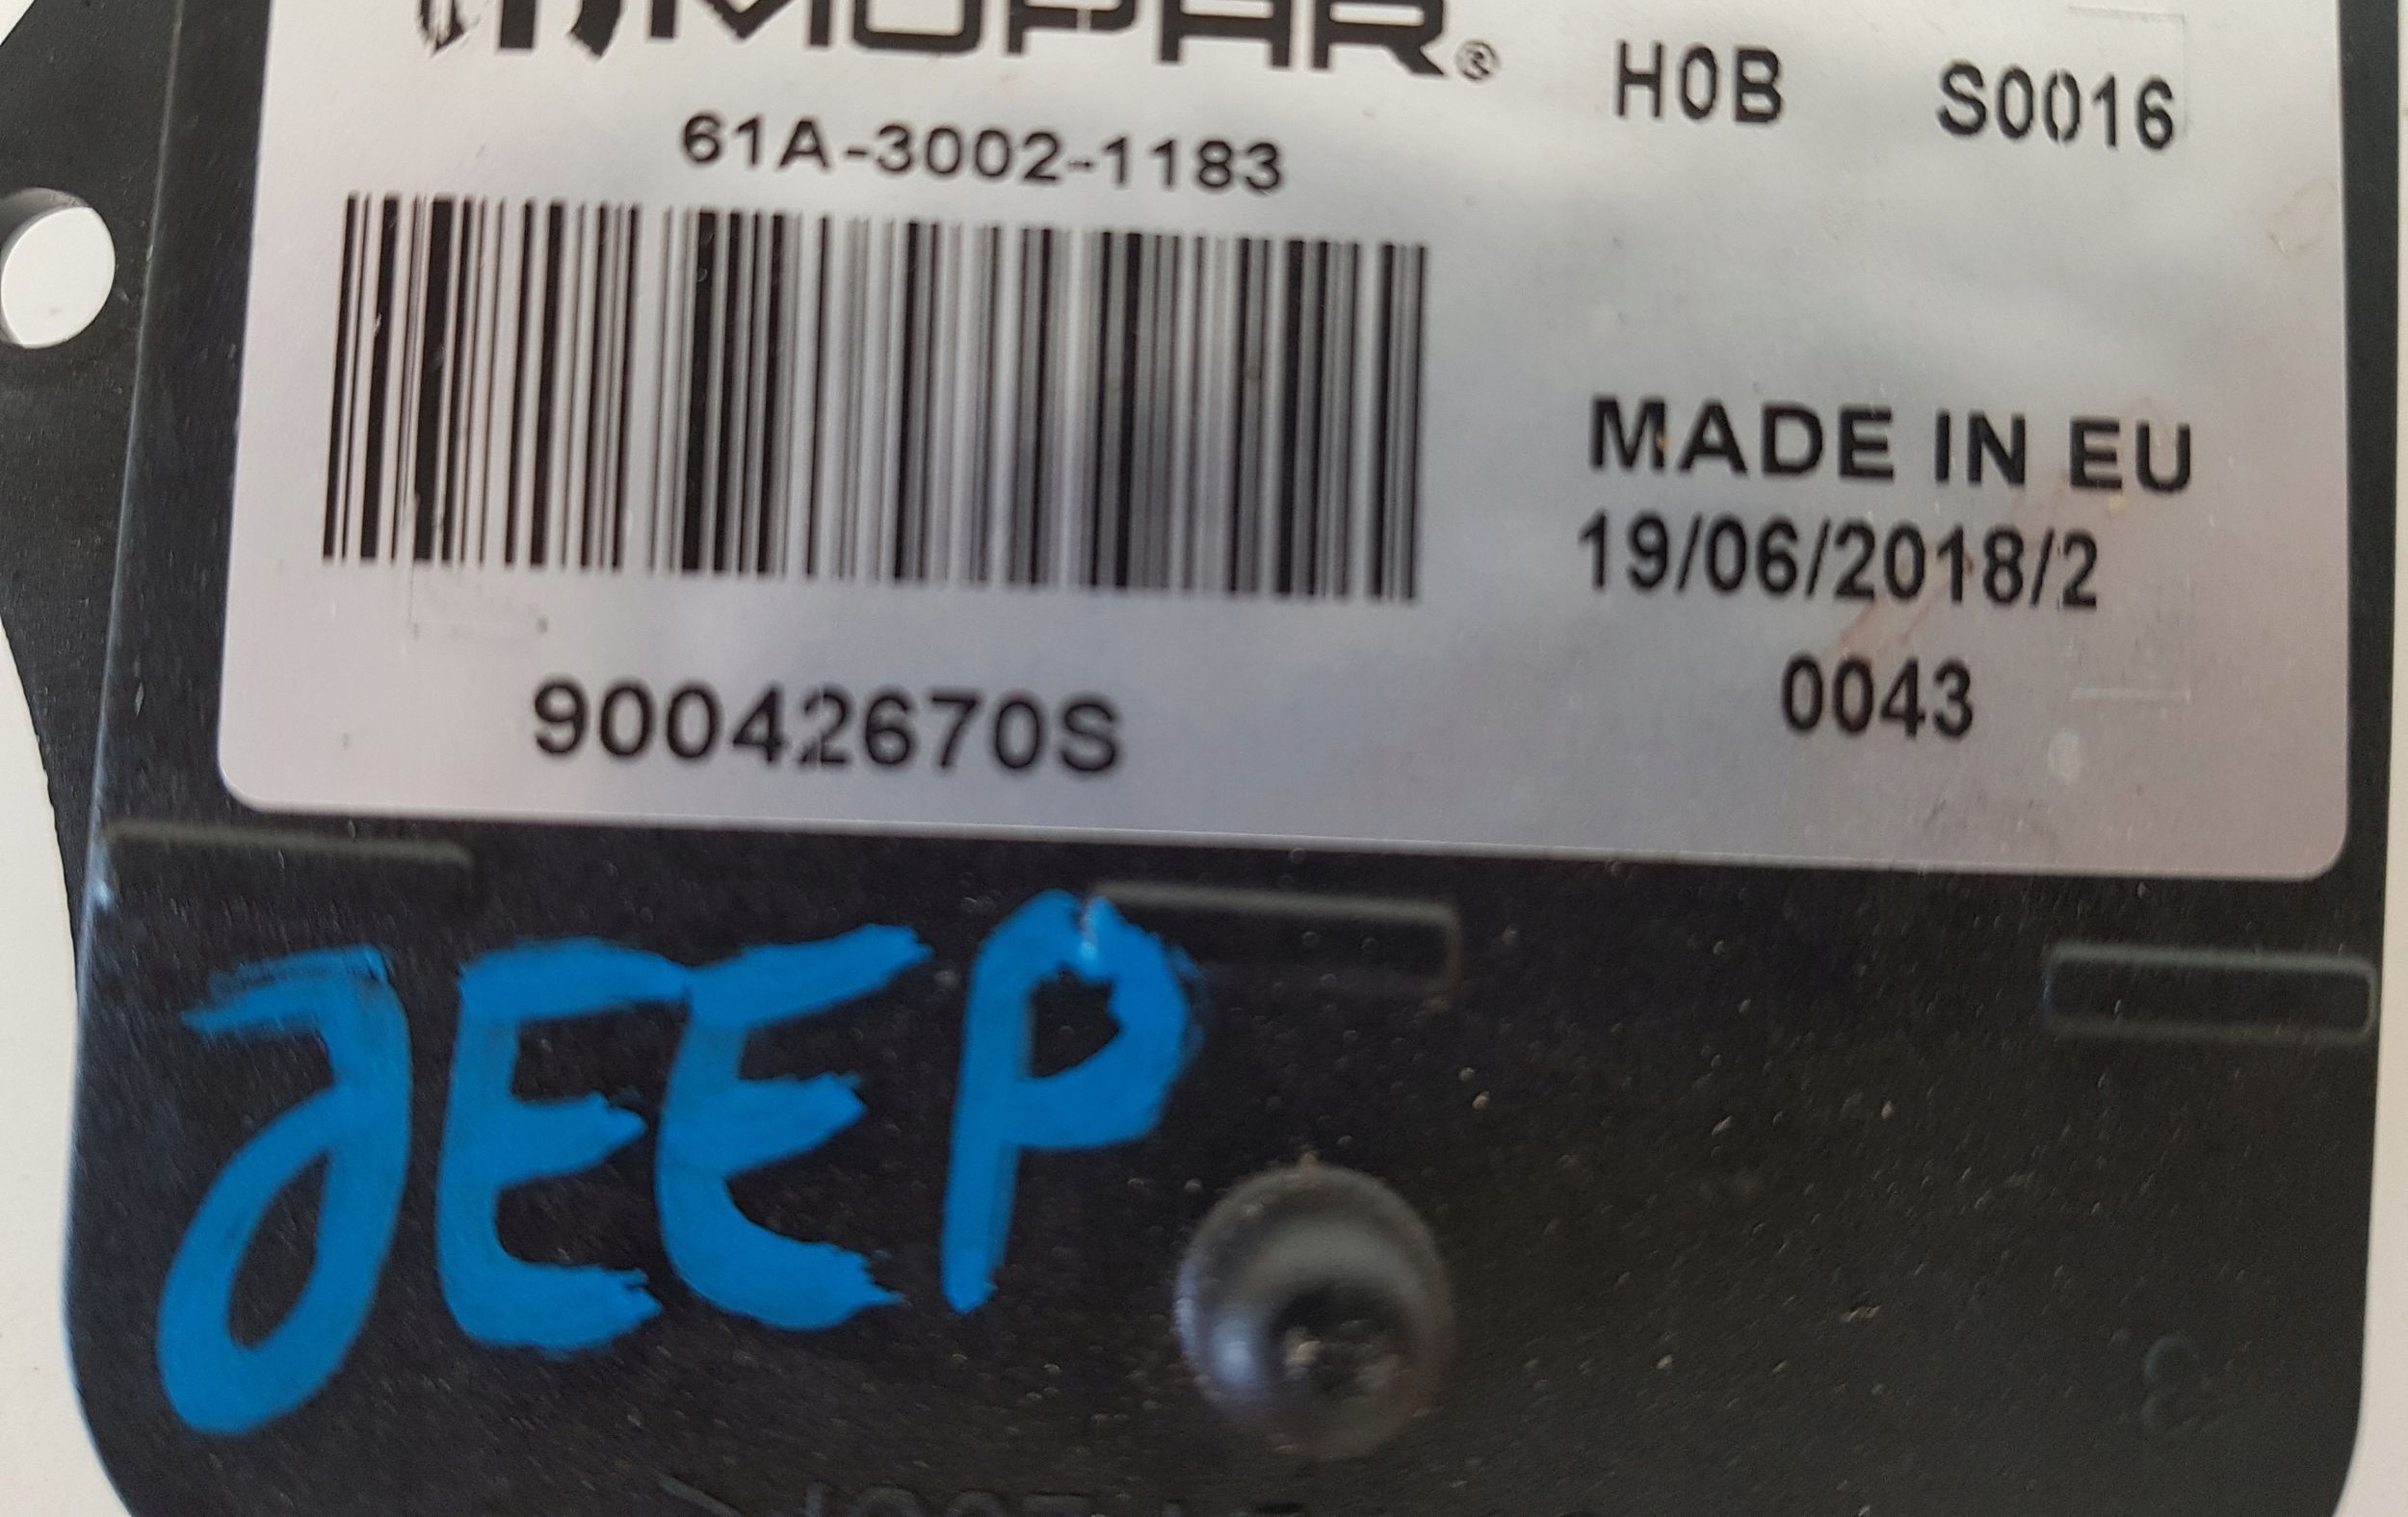 MOPAR®
H0B S0016
61A-3002-1183
MADE IN EU
19/06/2018/2
0043
90042670S
JEEP